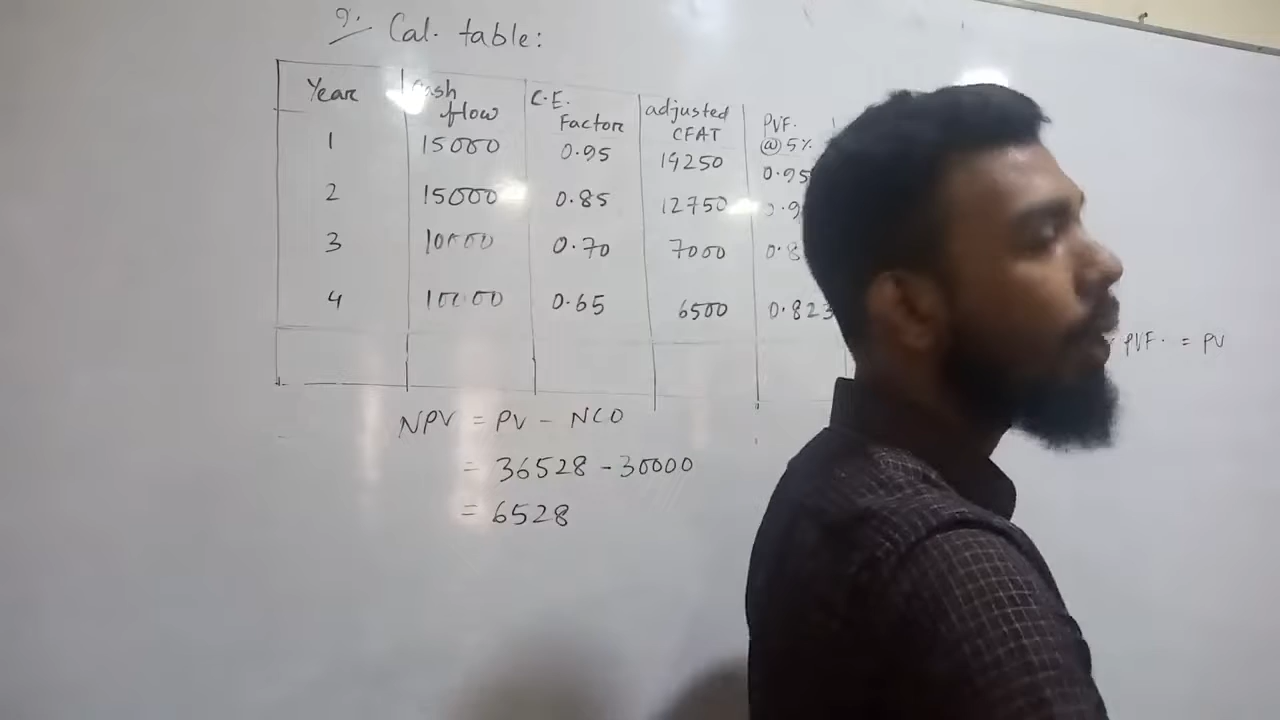 9. Cal. table:
Year Cash flow C.E. Factor adjusted CFAT PVF. @ 5%
1 15000 0.95 14250 0.95
2 15000 0.85 12750 0.9
3 10000 0.70 7000 0.8
4 10000 0.65 6500 0.823
PVF. = PV
NPV = PV - NCO
= 36528 - 30000
= 6528